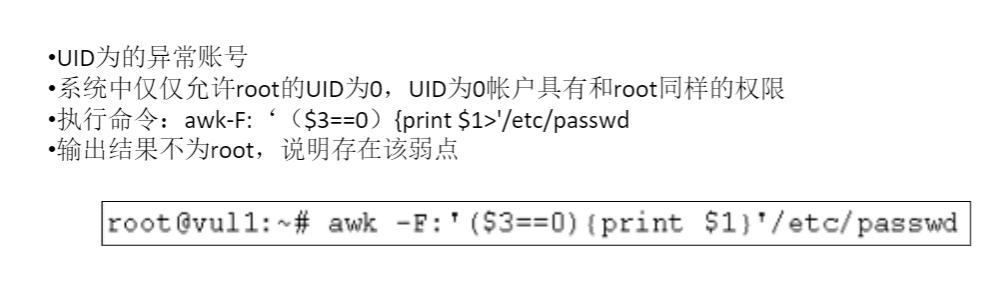 •UID为的异常账号
•系统中仅仅允许root的UID为0，UID为0帐户具有和root同样的权限
•执行命令：awk-F:‘（$3==0）{print $1>'/etc/passwd
•输出结果不为root，说明存在该弱点
root@vul1:~# awk -F:'($3==0){print $1}'/etc/passwd